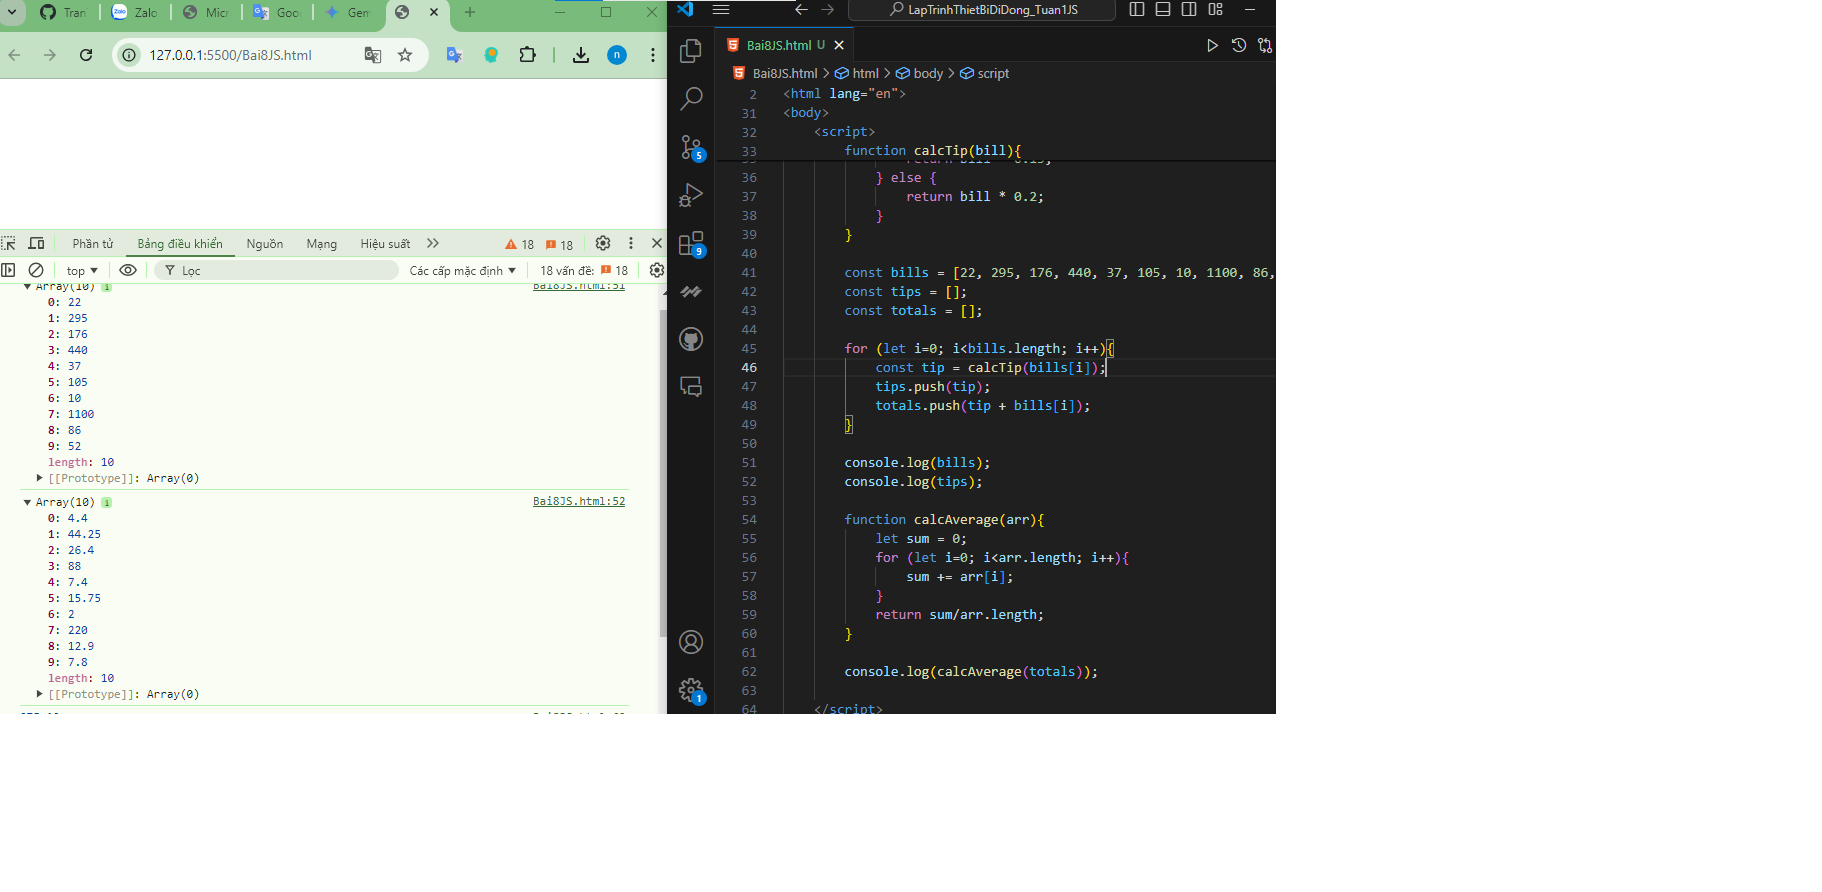 Tran
Zalo
Zalo
Micr
Goo
Gem
127.0.0.1:5500/Bai8JS.html
n
Phần tử
Bảng điều khiển
Nguồn
Mạng
Hiệu suất
18
18
top
Lọc
Các cấp mặc định
18 vấn đề:
18
Array(10)
Bai8JS.html:51
0: 22
1: 295
2: 176
3: 440
4: 37
5: 105
6: 10
7: 1100
8: 86
9: 52
length: 10
[[Prototype]]: Array(0)
Array(10)
Bai8JS.html:52
0: 4.4
1: 44.25
2: 26.4
3: 88
4: 7.4
5: 15.75
6: 2
7: 220
8: 12.9
9: 7.8
length: 10
[[Prototype]]: Array(0)
LapTrinhThietBiDiDong_Tuan1JS
Bai8JS.html U
Bai8JS.html > html > body > script
5
9
1
2 <html lang="en">
31 <body>
32 <script>
33 function calcTip(bill){
36 } else {
37 return bill * 0.2;
38 }
39 }
40
41 const bills = [22, 295, 176, 440, 37, 105, 10, 1100, 86,
42 const tips = [];
43 const totals = [];
44
45 for (let i=0; i<bills.length; i++){
46 const tip = calcTip(bills[i]);
47 tips.push(tip);
48 totals.push(tip + bills[i]);
49 }
50
51 console.log(bills);
52 console.log(tips);
53
54 function calcAverage(arr){
55 let sum = 0;
56 for (let i=0; i<arr.length; i++){
57 sum += arr[i];
58 }
59 return sum/arr.length;
60 }
61
62 console.log(calcAverage(totals));
63
64 </script>